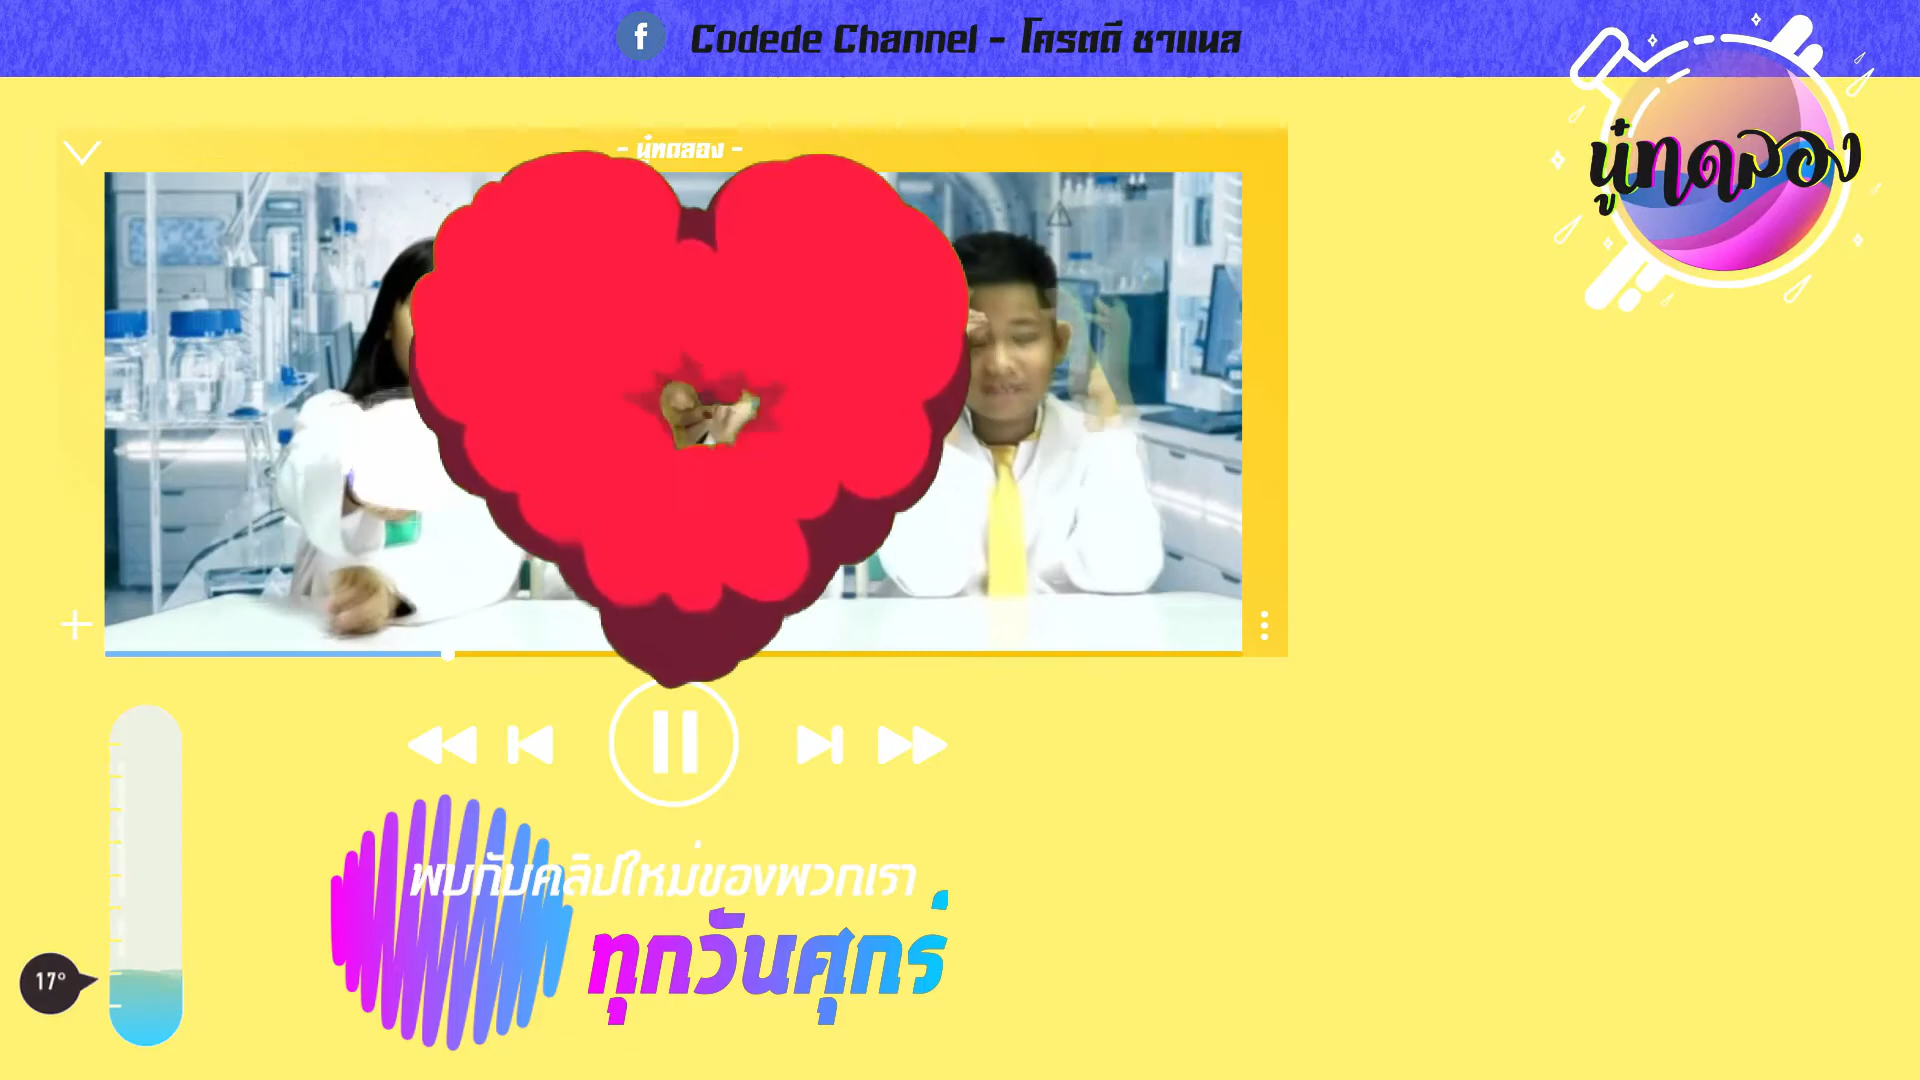 f Codede Channel - โครตดี ชาแนล
- นู๋ทดลอง -
นู๋ทดลอง
พบกับคลิปใหม่ของพวกเรา
ทุกวันศุกร์
17°